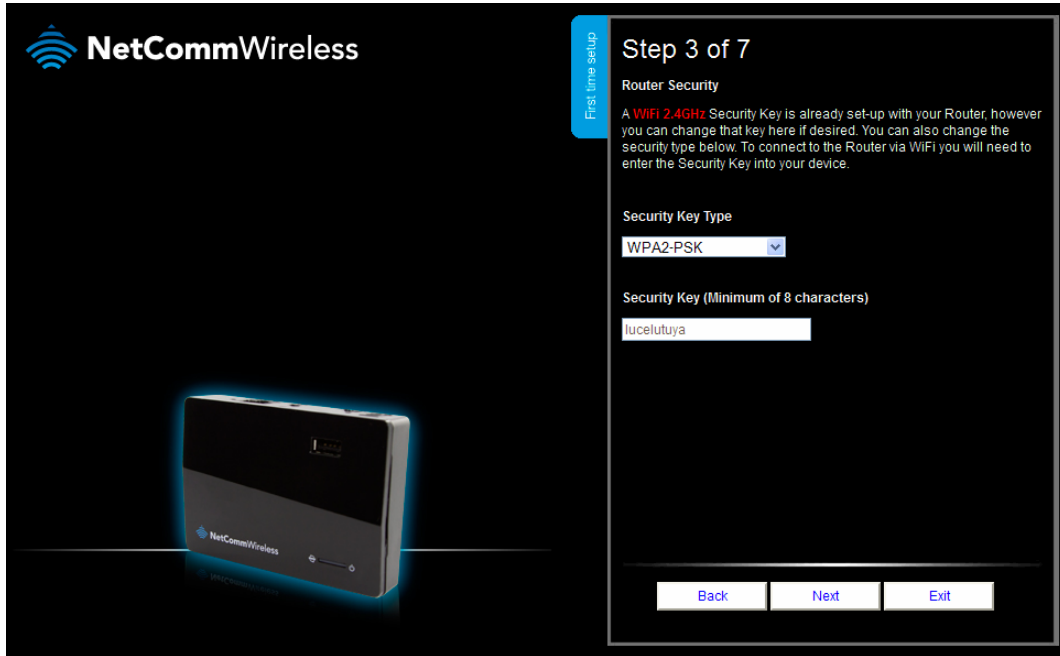 NetCommWireless
First time setup
Step 3 of 7
Router Security
A WiFi 2.4GHz Security Key is already set-up with your Router, however
you can change that key here if desired. You can also change the
security type below. To connect to the Router via WiFi you will need to
enter the Security Key into your device.
Security Key Type
WPA2-PSK
Security Key (Minimum of 8 characters)
lucelutuya
NetCommWireless
Back Next Exit